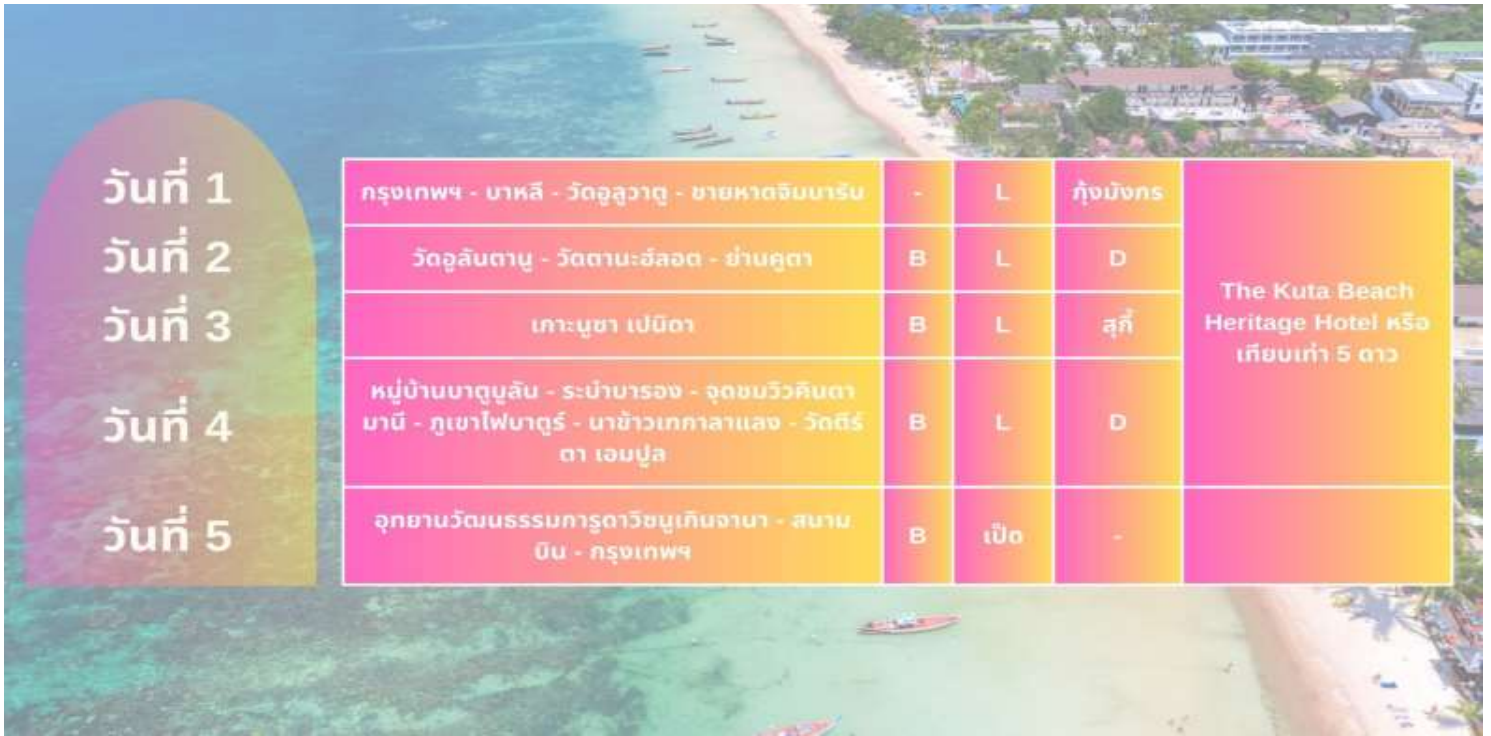 วันที่ 1
กรุงเทพฯ - บาหลี - วัดอูลูวาตู - ชายหาดจิมบารัน
-
L
กุ้งมังกร
วันที่ 2
วัดอูลันดานู - วัดตานะฮ์ลอต - ย่านคูตา
B
L
D
วันที่ 3
เกาะนูซา เปนิดา
B
L
สุกี้
The Kuta Beach
Heritage Hotel หรือ
เทียบเท่า 5 ดาว
วันที่ 4
หมู่บ้านบาตูบูลัน - ระบำบารอง - จุดชมวิวคินตา
มานี - ภูเขาไฟบาตูร์ - นาข้าวเทกาลาแลง - วัดตีร์
ตา เอมปูล
B
L
D
วันที่ 5
อุทยานวัฒนธรรมการูดาวิษณุเกินจานา - สนาม
บิน - กรุงเทพฯ
B
เป็ด
-